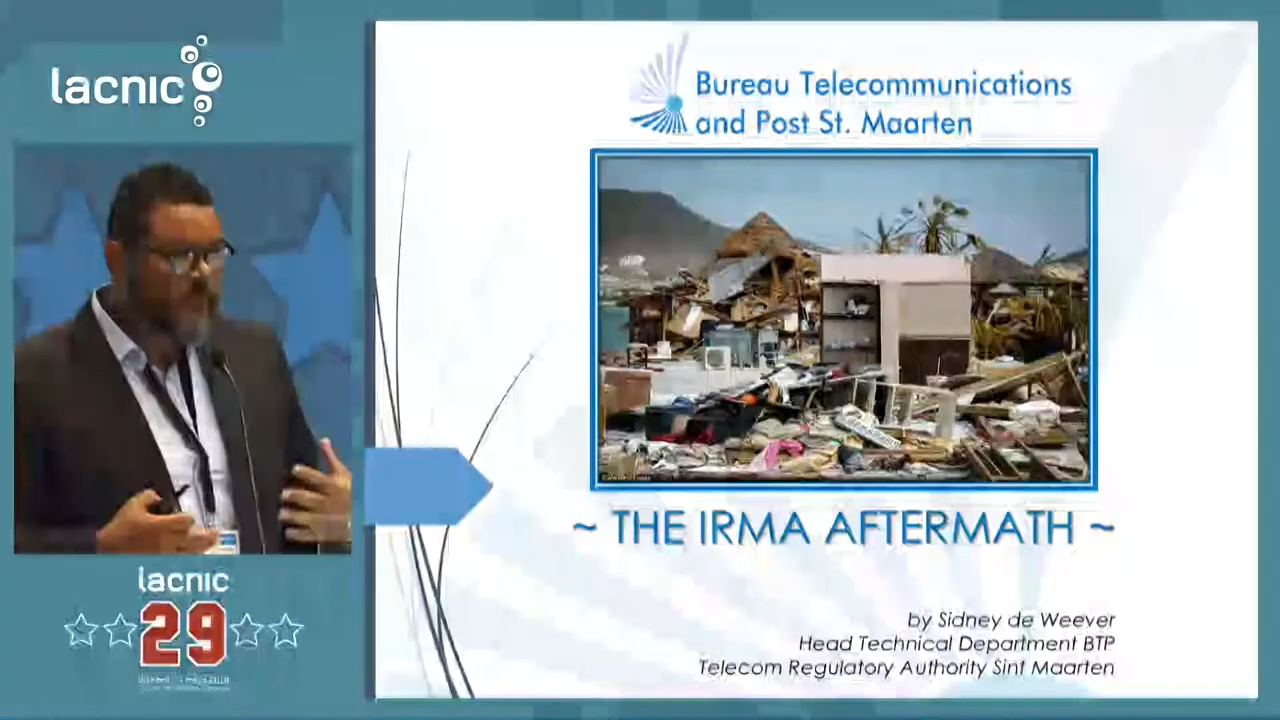 lacnic
Bureau Telecommunications
and Post St. Maarten
~ THE IRMA AFTERMATH ~
by Sidney de Weever
Head Technical Department BTP
Telecom Regulatory Authority Sint Maarten
lacnic
29